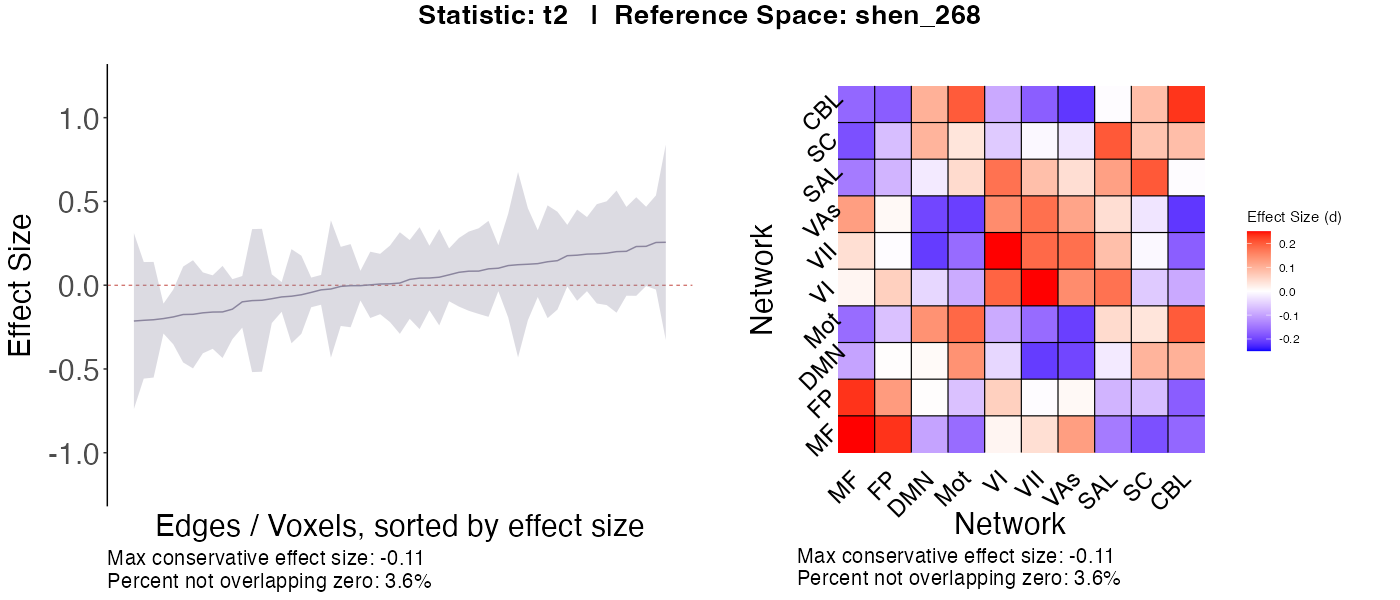 Statistic: t2 | Reference Space: shen_268
Effect Size
1.0
0.5
0.0
-0.5
-1.0
Edges / Voxels, sorted by effect size
Max conservative effect size: -0.11
Percent not overlapping zero: 3.6%
Network
CBL
SC
SAL
VAs
VII
VI
Mot
DMN
FP
MF
MF
FP
DMN
Mot
VI
VII
VAs
SAL
SC
CBL
Network
Max conservative effect size: -0.11
Percent not overlapping zero: 3.6%
Effect Size (d)
0.2
0.1
0.0
-0.1
-0.2